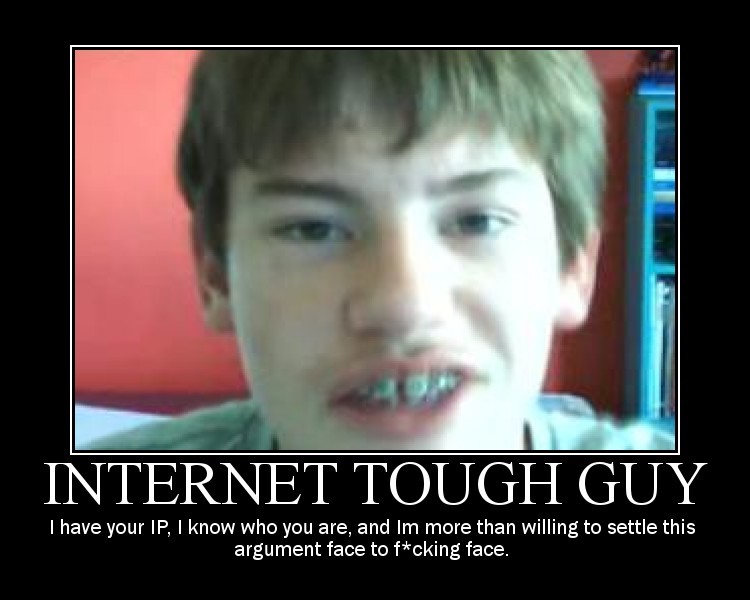 INTERNET TOUGH GUY
I have your IP, I know who you are, and Im more than willing to settle this
argument face to f*cking face.